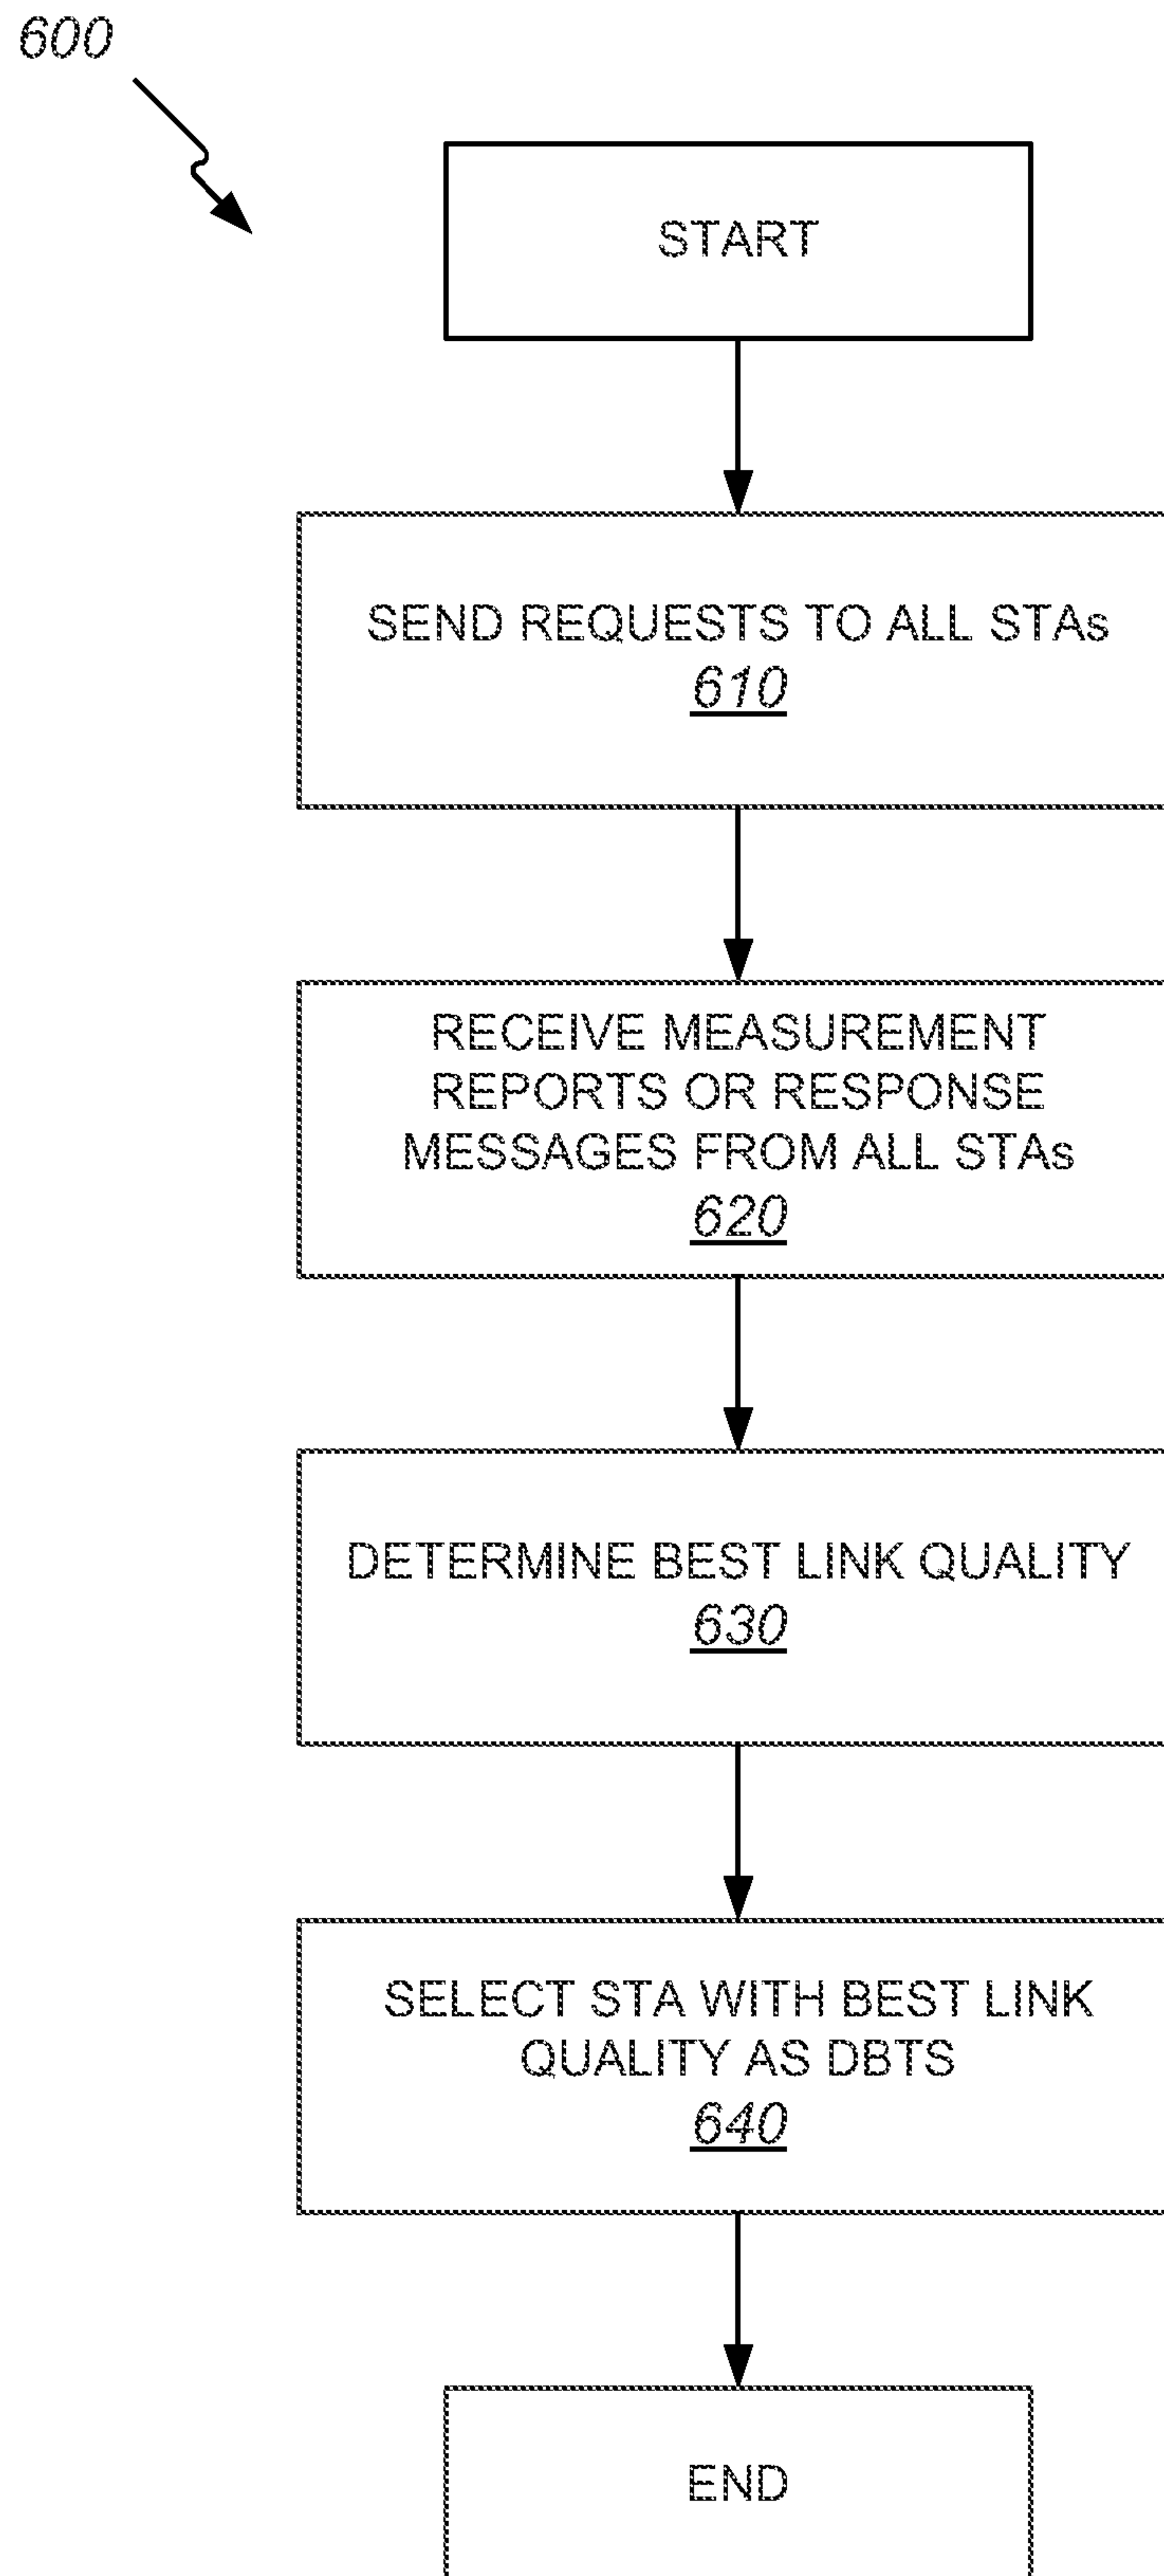 600
START
SEND REQUESTS TO ALL STAs
610
RECEIVE MEASUREMENT
REPORTS OR RESPONSE
MESSAGES FROM ALL STAs
620
DETERMINE BEST LINK QUALITY
630
SELECT STA WITH BEST LINK
QUALITY AS DBTS
640
END